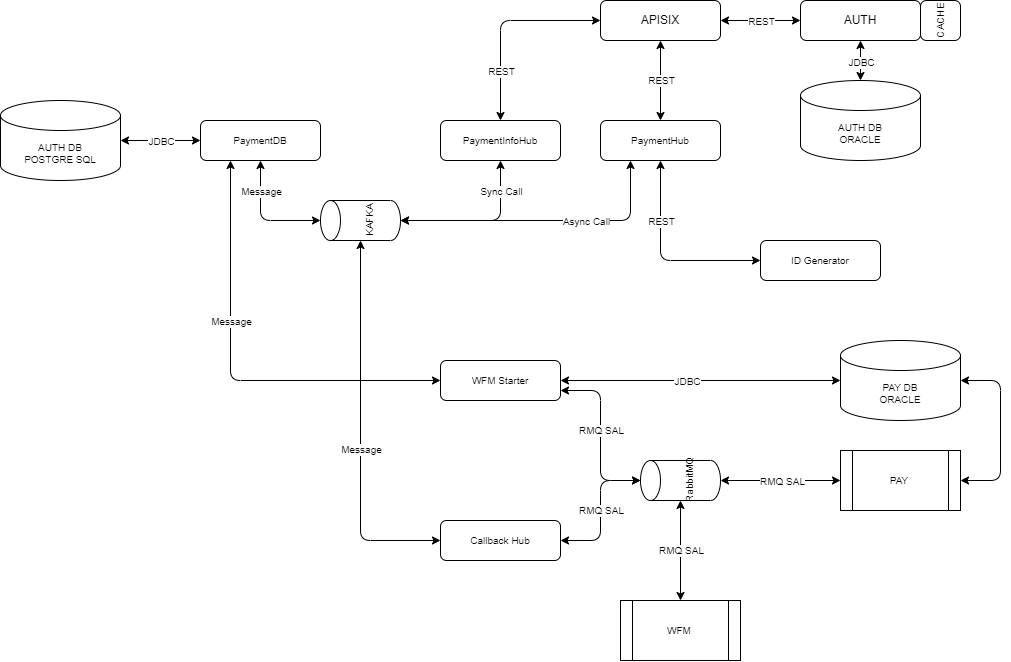 APISIX
REST
AUTH
CACHE
REST
REST
JDBC
AUTH DB
POSTGRE SQL
JDBC
PaymentDB
PaymentInfoHub
PaymentHub
AUTH DB
ORACLE
Message
Sync Call
KAFKA
Async Call
REST
ID Generator
Message
WFM Starter
JDBC
PAY DB
ORACLE
RMQ SAL
Message
RabbitMQ
RMQ SAL
PAY
RMQ SAL
Callback Hub
RMQ SAL
WFM